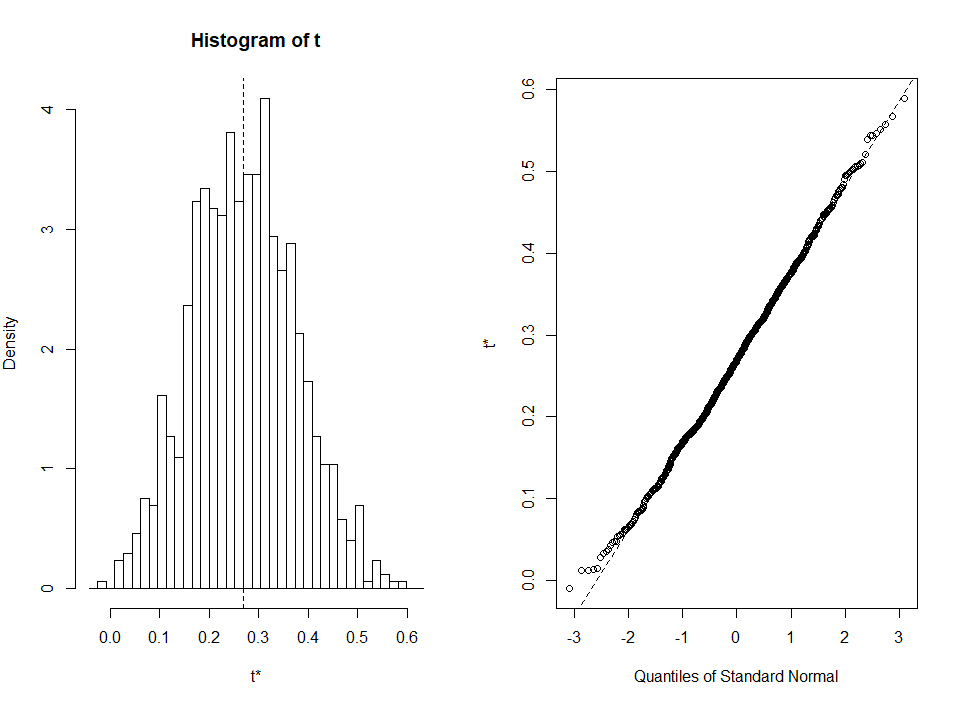 Histogram of t
Density
0
1
2
3
4
0.0 0.1 0.2 0.3 0.4 0.5 0.6
t*
t*
0.0
0.1
0.2
0.3
0.4
0.5
0.6
-3 -2 -1 0 1 2 3
Quantiles of Standard Normal